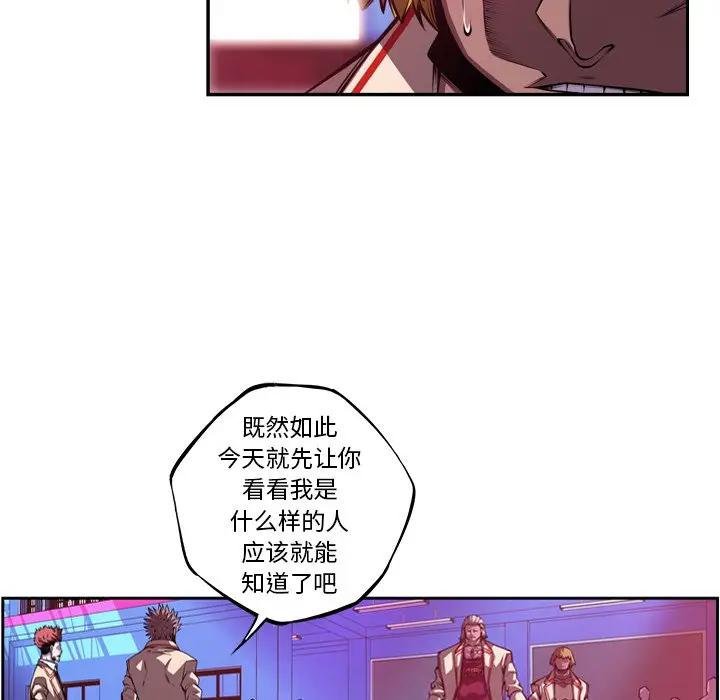 既然如此
今天就先让你
看看我是
什么样的人
应该就能
知道了吧